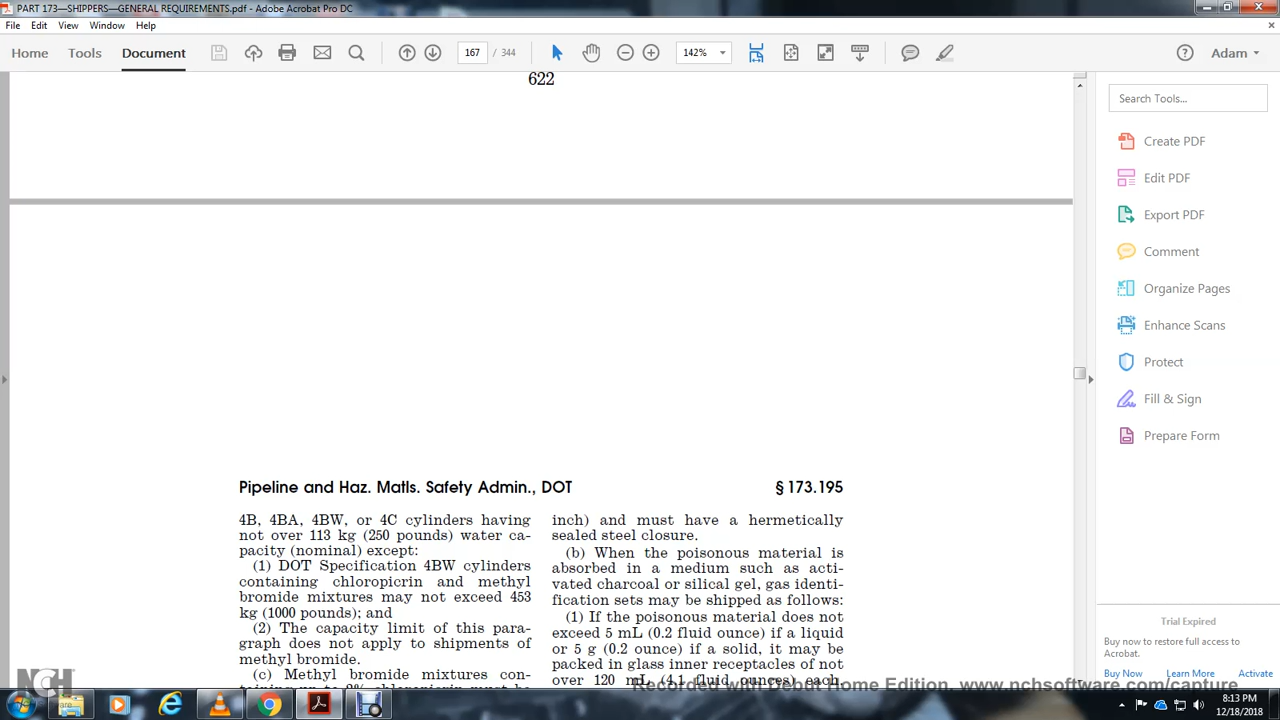 PART 173—SHIPPERS—GENERAL REQUIREMENTS.pdf - Adobe Acrobat Pro DC
File Edit View Window Help
Home Tools Document 167 / 344 142% Adam
622
Pipeline and Haz. Matls. Safety Admin., DOT § 173.195
4B, 4BA, 4BW, or 4C cylinders having
not over 113 kg (250 pounds) water ca-
pacity (nominal) except:
(1) DOT Specification 4BW cylinders
containing chloropicrin and methyl
bromide mixtures may not exceed 453
kg (1000 pounds); and
(2) The capacity limit of this para-
graph does not apply to shipments of
methyl bromide.
(c) Methyl bromide mixtures con-
inch) and must have a hermetically
sealed steel closure.
(b) When the poisonous material is
absorbed in a medium such as acti-
vated charcoal or silical gel, gas identi-
fication sets may be shipped as follows:
(1) If the poisonous material does not
exceed 5 mL (0.2 fluid ounce) if a liquid
or 5 g (0.2 ounce) if a solid, it may be
packed in glass inner receptacles of not
over 120 mL (4.1 fluid ounces) each.
Search Tools...
Create PDF
Edit PDF
Export PDF
Comment
Organize Pages
Enhance Scans
Protect
Fill & Sign
Prepare Form
Trial Expired
Buy now to restore full access to
Acrobat.
Buy Now Learn More Activate
NCH
Recorded with Debut Home Edition. www.nchsoftware.com/capture
8:13 PM
12/18/2018